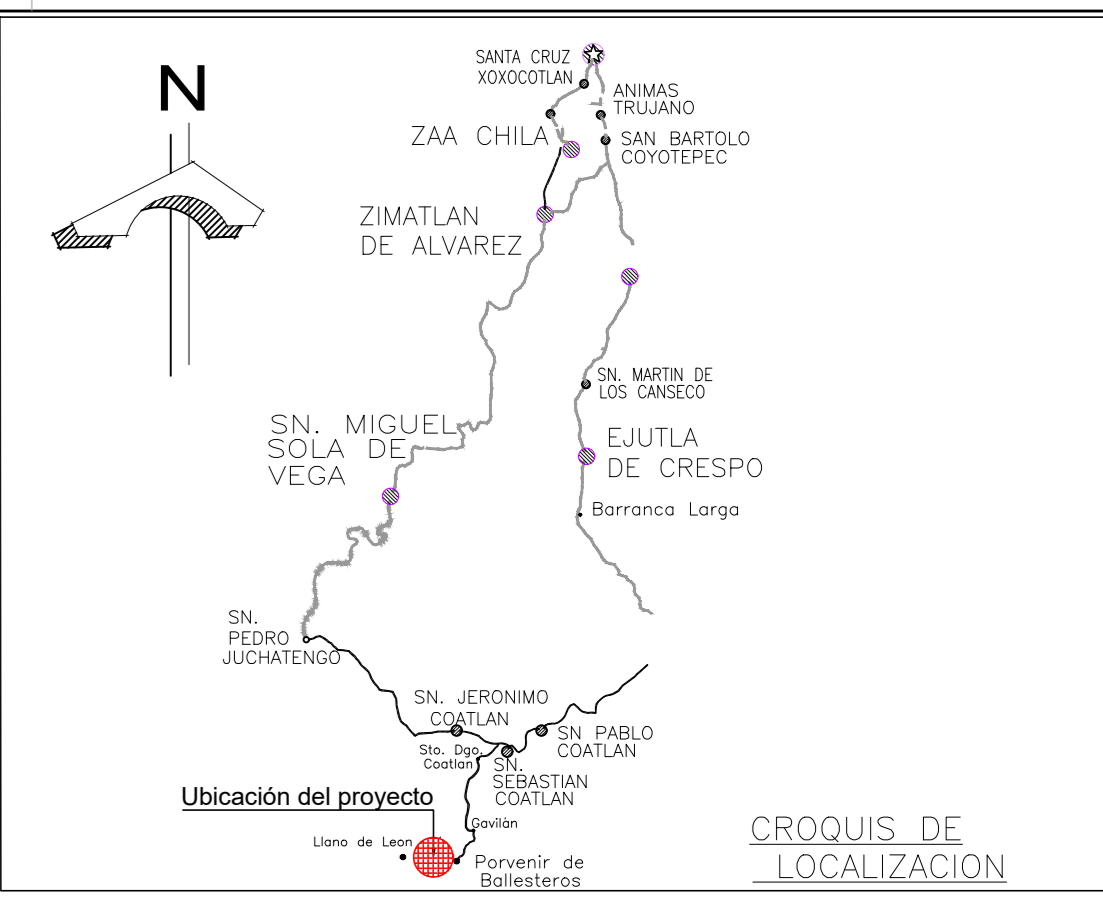 N
SANTA CRUZ
XOXOCOTLAN
ANIMAS
TRUJANO
ZAA CHILA
SAN BARTOLO
COYOTEPEC
ZIMATLAN
DE ALVAREZ
SN. MARTIN DE
LOS CANSECO
SN. MIGUEL
SOLA DE
VEGA
EJUTLA
DE CRESPO
Barranca Larga
SN.
PEDRO
JUCHATENGO
SN. JERONIMO
COATLAN
SN PABLO
COATLAN
Sto. Dgo.
Coatlan
SN.
SEBASTIAN
COATLAN
Ubicación del proyecto
Gavilán
Llano de Leon
Porvenir de
Ballesteros
CROQUIS DE
LOCALIZACION